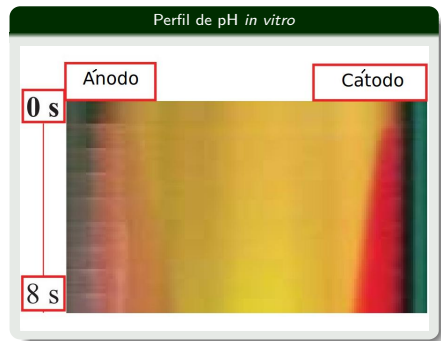 Perfil de pH in vitro
Ánodo
Cátodo
0 s
8 s